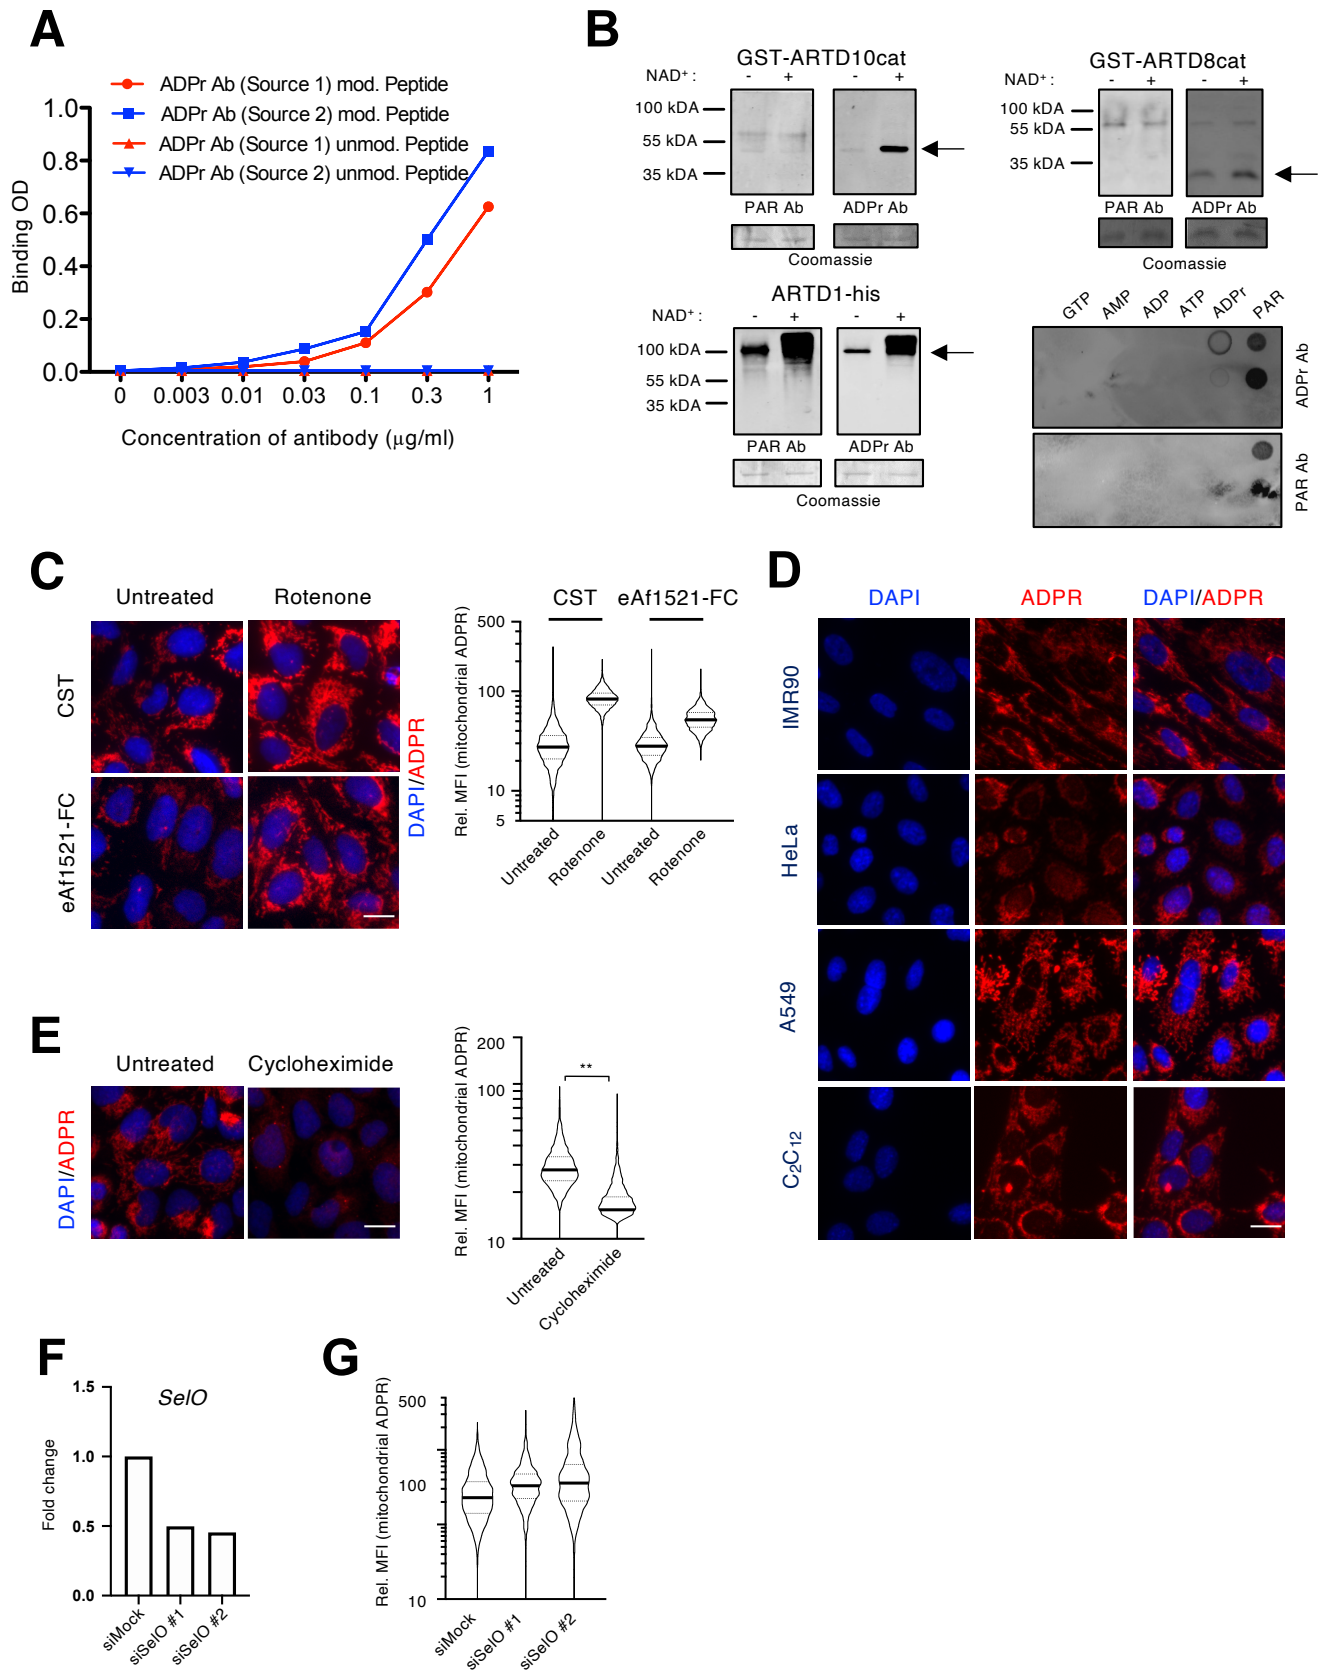 A
ADPr Ab (Source 1) mod. Peptide
ADPr Ab (Source 2) mod. Peptide
ADPr Ab (Source 1) unmod. Peptide
ADPr Ab (Source 2) unmod. Peptide
Binding OD
1.0
0.8
0.6
0.4
0.2
0.0
0 0.003 0.01 0.03 0.1 0.3 1
Concentration of antibody (μg/ml)
B
GST-ARTD10cat
NAD+ : - + - +
100 kDA
55 kDA
35 kDA
PAR Ab ADPr Ab
Coomassie
GST-ARTD8cat
NAD+ : - + - +
100 kDA
55 kDA
35 kDA
PAR Ab ADPr Ab
Coomassie
ARTD1-his
NAD+ : - + - +
100 kDA
55 kDA
35 kDA
PAR Ab ADPr Ab
Coomassie
GTP AMP ADP ATP ADPr PAR
ADPr Ab
PAR Ab
C
Untreated Rotenone
CST
eAf1521-FC
DAPI/ADPR
CST eAf1521-FC
Rel. MFI (mitochondrial ADPR)
500
100
10
5
Untreated Rotenone Untreated Rotenone
D
DAPI ADPR DAPI/ADPR
IMR90
HeLa
A549
C2C12
E
Untreated Cycloheximide
DAPI/ADPR
Rel. MFI (mitochondrial ADPR)
200
100
10
**
Untreated Cycloheximide
F
SelO
Fold change
1.5
1.0
0.5
0.0
siMock siSelO #1 siSelO #2
G
Rel. MFI (mitochondrial ADPR)
500
100
10
siMock siSelO #1 siSelO #2